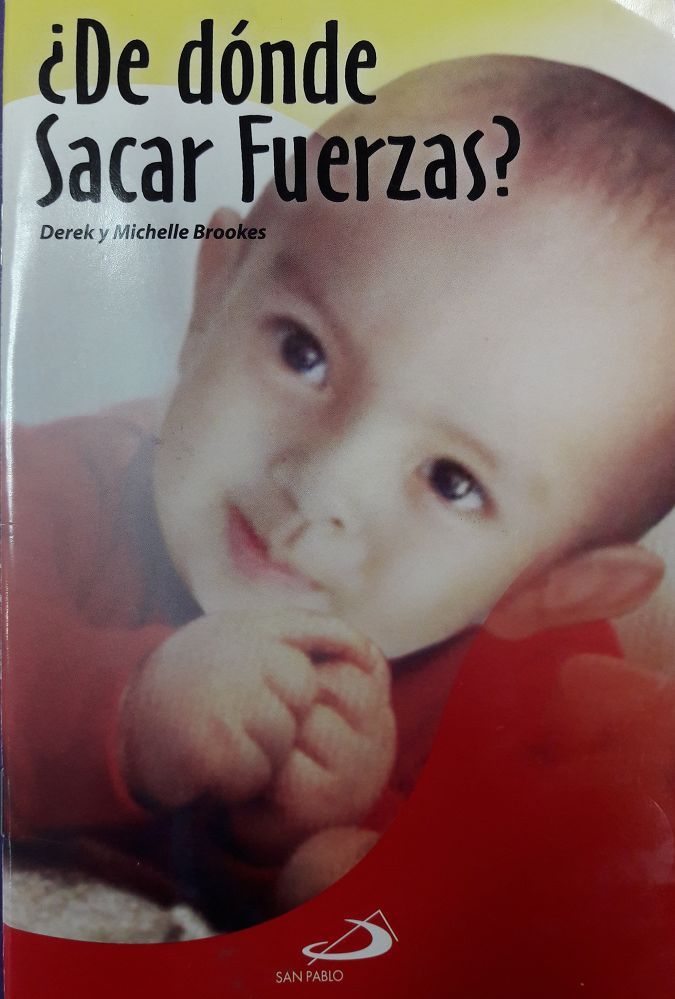 ¿De dónde
Sacar Fuerzas?
Derek y Michelle Brookes
SAN PABLO